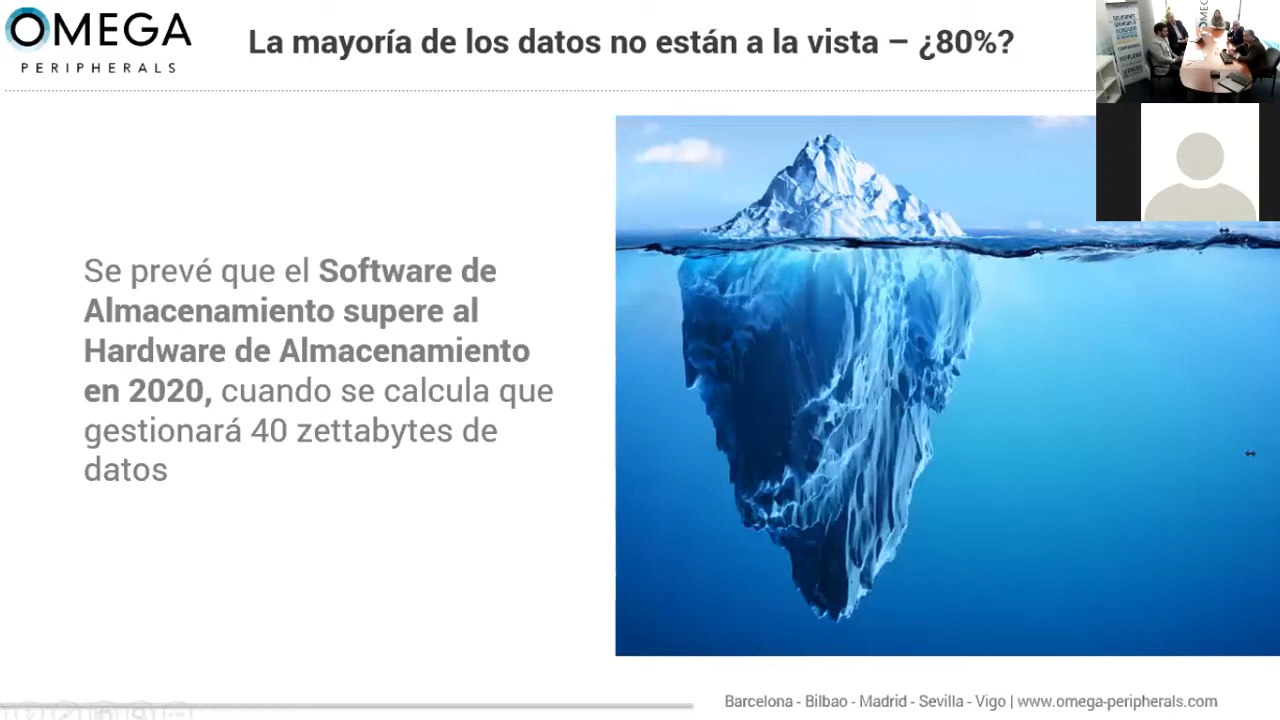 OMEGA
PERIPHERALS
La mayoría de los datos no están a la vista – ¿80%?
Se prevé que el Software de
Almacenamiento supere al
Hardware de Almacenamiento
en 2020, cuando se calcula que
gestionará 40 zettabytes de
datos
Barcelona - Bilbao - Madrid - Sevilla - Vigo | www.omega-peripherals.com